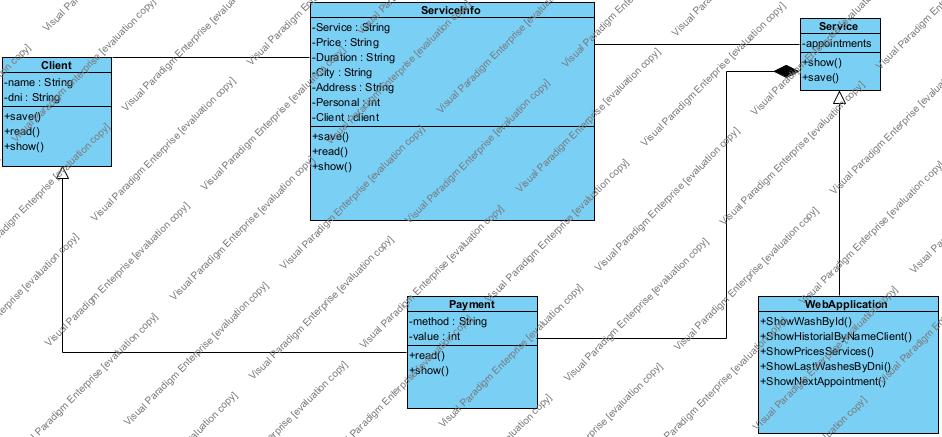 ServiceInfo
-Service : String
-Price : String
-Duration : String
-City : String
-Address : String
-Personal : int
-Client : client
+save()
+read()
+show()
Service
-appointments
+show()
+save()
Client
-name : String
-dni : String
+save()
+read()
+show()
Payment
-method : String
-value : int
+read()
+show()
WebApplication
+ShowWashById()
+ShowHistorialByNameClient()
+ShowPricesServices()
+ShowLastWashesByDni()
+ShowNextAppointment()
Visual Paradigm Enterprise [evaluation copy]